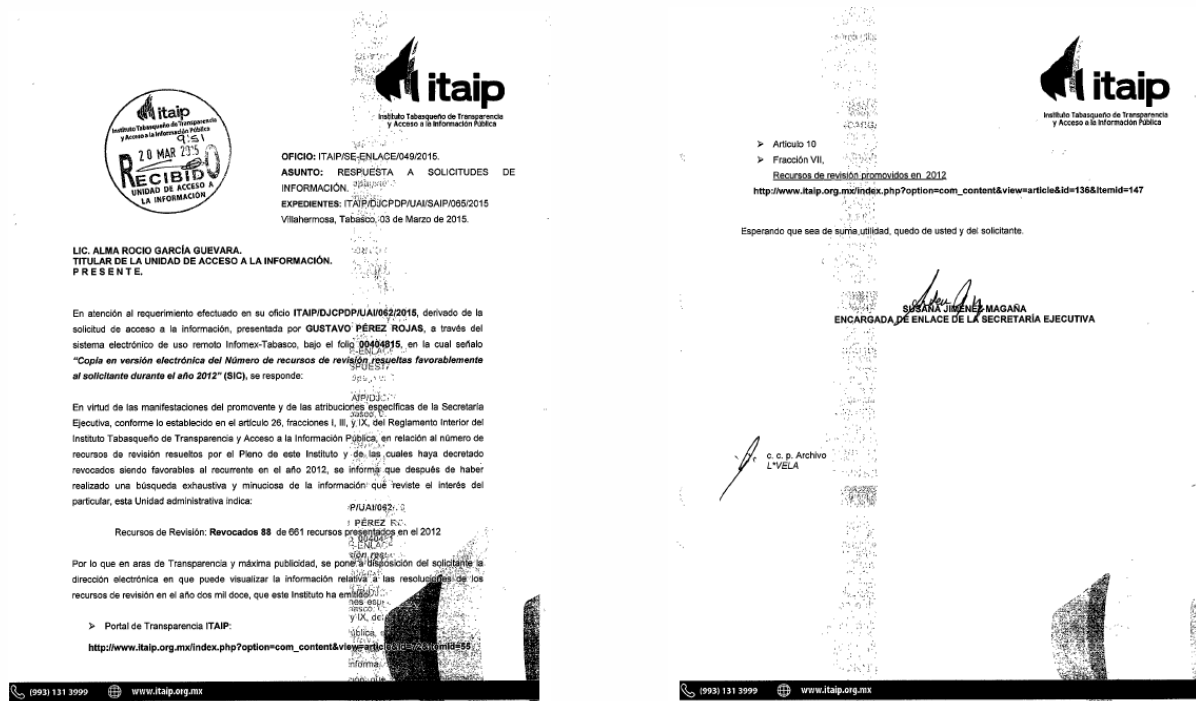 itaip
Instituto Tabasqueño de Transparencia
y Acceso a la Información Pública
itaip
Instituto Tabasqueño de Transparencia
y Acceso a la Información Pública
9:51
20 MAR 2015
RECIBIDO
UNIDAD DE ACCESO A
LA INFORMACIÓN
OFICIO: ITAIP/SE-ENLACE/049/2015.
ASUNTO: RESPUESTA A SOLICITUDES DE
INFORMACIÓN.
EXPEDIENTES: ITAIP/DJCPDP/UAI/SAIP/065/2015
Villahermosa, Tabasco, 03 de Marzo de 2015.
LIC. ALMA ROCIO GARCÍA GUEVARA.
TITULAR DE LA UNIDAD DE ACCESO A LA INFORMACIÓN.
P R E S E N T E.
En atención al requerimiento efectuado en su oficio ITAIP/DJCPDP/UAI/062/2015, derivado de la
solicitud de acceso a la información, presentada por GUSTAVO PÉREZ ROJAS, a través del
sistema electrónico de uso remoto Infomex-Tabasco, bajo el folio 00404815, en la cual señalo
"Copia en versión electrónica del Número de recursos de revisión resueltas favorablemente
al solicitante durante el año 2012" (SIC), se responde:
En virtud de las manifestaciones del promovente y de las atribuciones específicas de la Secretaría
Ejecutiva, conforme lo establecido en el artículo 26, fracciones I, III, y IX, del Reglamento Interior del
Instituto Tabasqueño de Transparencia y Acceso a la Información Pública, en relación al número de
recursos de revisión resueltos por el Pleno de este Instituto y de las cuales haya decretado
revocados siendo favorables al recurrente en el año 2012, se informa que después de haber
realizado una búsqueda exhaustiva y minuciosa de la información que reviste el interés del
particular, esta Unidad administrativa indica:
Recursos de Revisión: Revocados 88 de 661 recursos presentados en el 2012
Por lo que en aras de Transparencia y máxima publicidad, se pone a disposición del solicitante la
dirección electrónica en que puede visualizar la información relativa a las resoluciones de los
recursos de revisión en el año dos mil doce, que este Instituto ha emitido.
➢ Portal de Transparencia ITAIP:
http://www.itaip.org.mx/index.php?option=com_content&view=article&id=72&Itemid=55
(993) 131 3999 www.itaip.org.mx
itaip
Instituto Tabasqueño de Transparencia
y Acceso a la Información Pública
➢ Artículo 10
➢ Fracción VII,
Recursos de revisión promovidos en 2012
http://www.itaip.org.mx/index.php?option=com_content&view=article&id=136&Itemid=147
Esperando que sea de suma utilidad, quedo de usted y del solicitante.
SUSANA JIMÉNEZ MAGAÑA
ENCARGADA DE ENLACE DE LA SECRETARÍA EJECUTIVA
c. c. p. Archivo
L*VELA
(993) 131 3999 www.itaip.org.mx